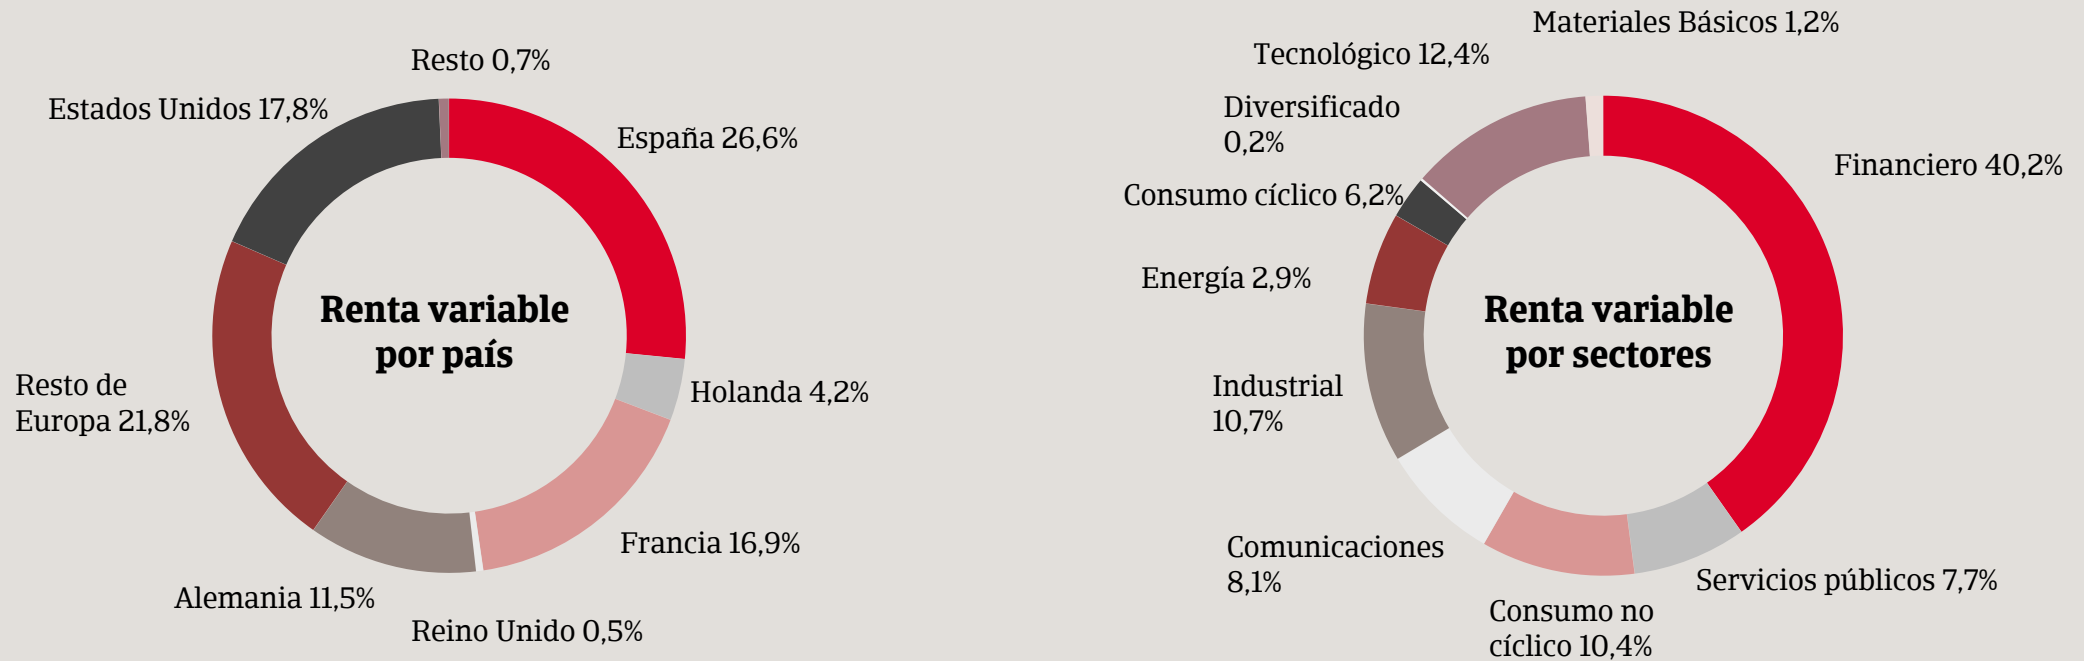 Resto 0,7%
Estados Unidos 17,8%
España 26,6%
Renta variable
por país
Resto de
Europa 21,8%
Holanda 4,2%
Francia 16,9%
Alemania 11,5%
Reino Unido 0,5%
Materiales Básicos 1,2%
Tecnológico 12,4%
Diversificado
0,2%
Financiero 40,2%
Consumo cíclico 6,2%
Energía 2,9%
Renta variable
por sectores
Industrial
10,7%
Comunicaciones
8,1%
Servicios públicos 7,7%
Consumo no
cíclico 10,4%